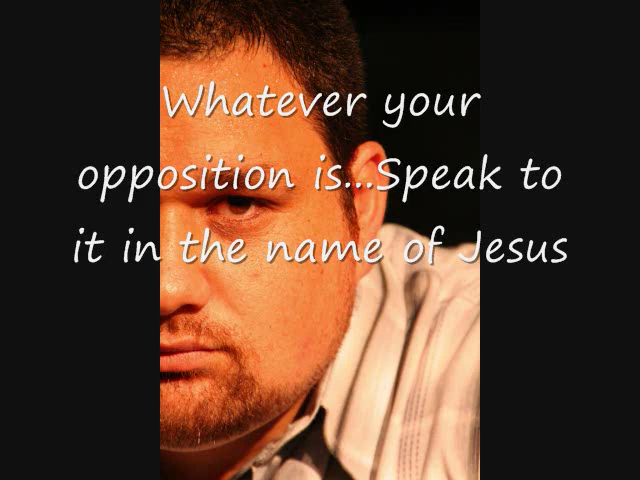 Whatever your
opposition is...Speak to
it in the name of Jesus